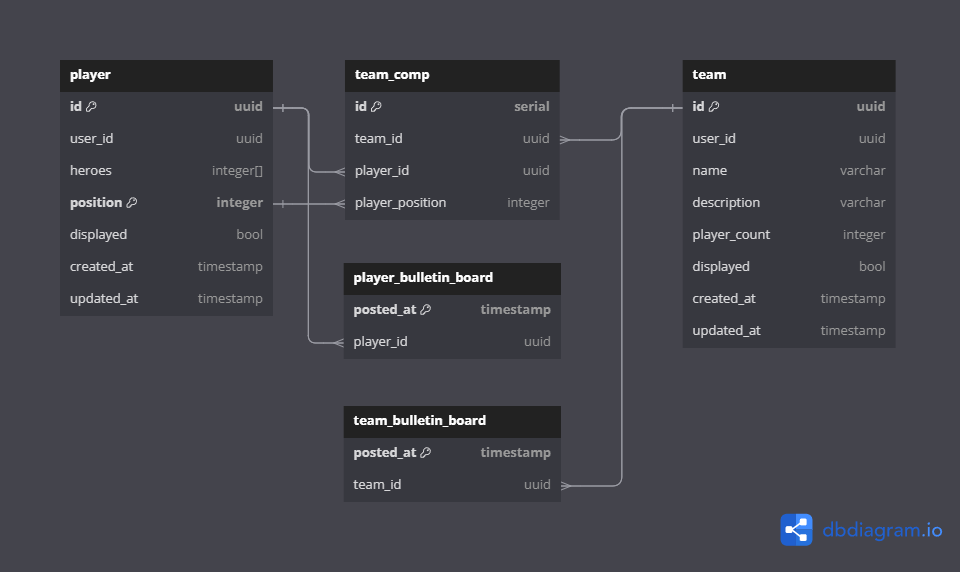 player
id uuid
user_id uuid
heroes integer[]
position integer
displayed bool
created_at timestamp
updated_at timestamp
team_comp
id serial
team_id uuid
player_id uuid
player_position integer
player_bulletin_board
posted_at timestamp
player_id uuid
team_bulletin_board
posted_at timestamp
team_id uuid
team
id uuid
user_id uuid
name varchar
description varchar
player_count integer
displayed bool
created_at timestamp
updated_at timestamp
dbdiagram.io